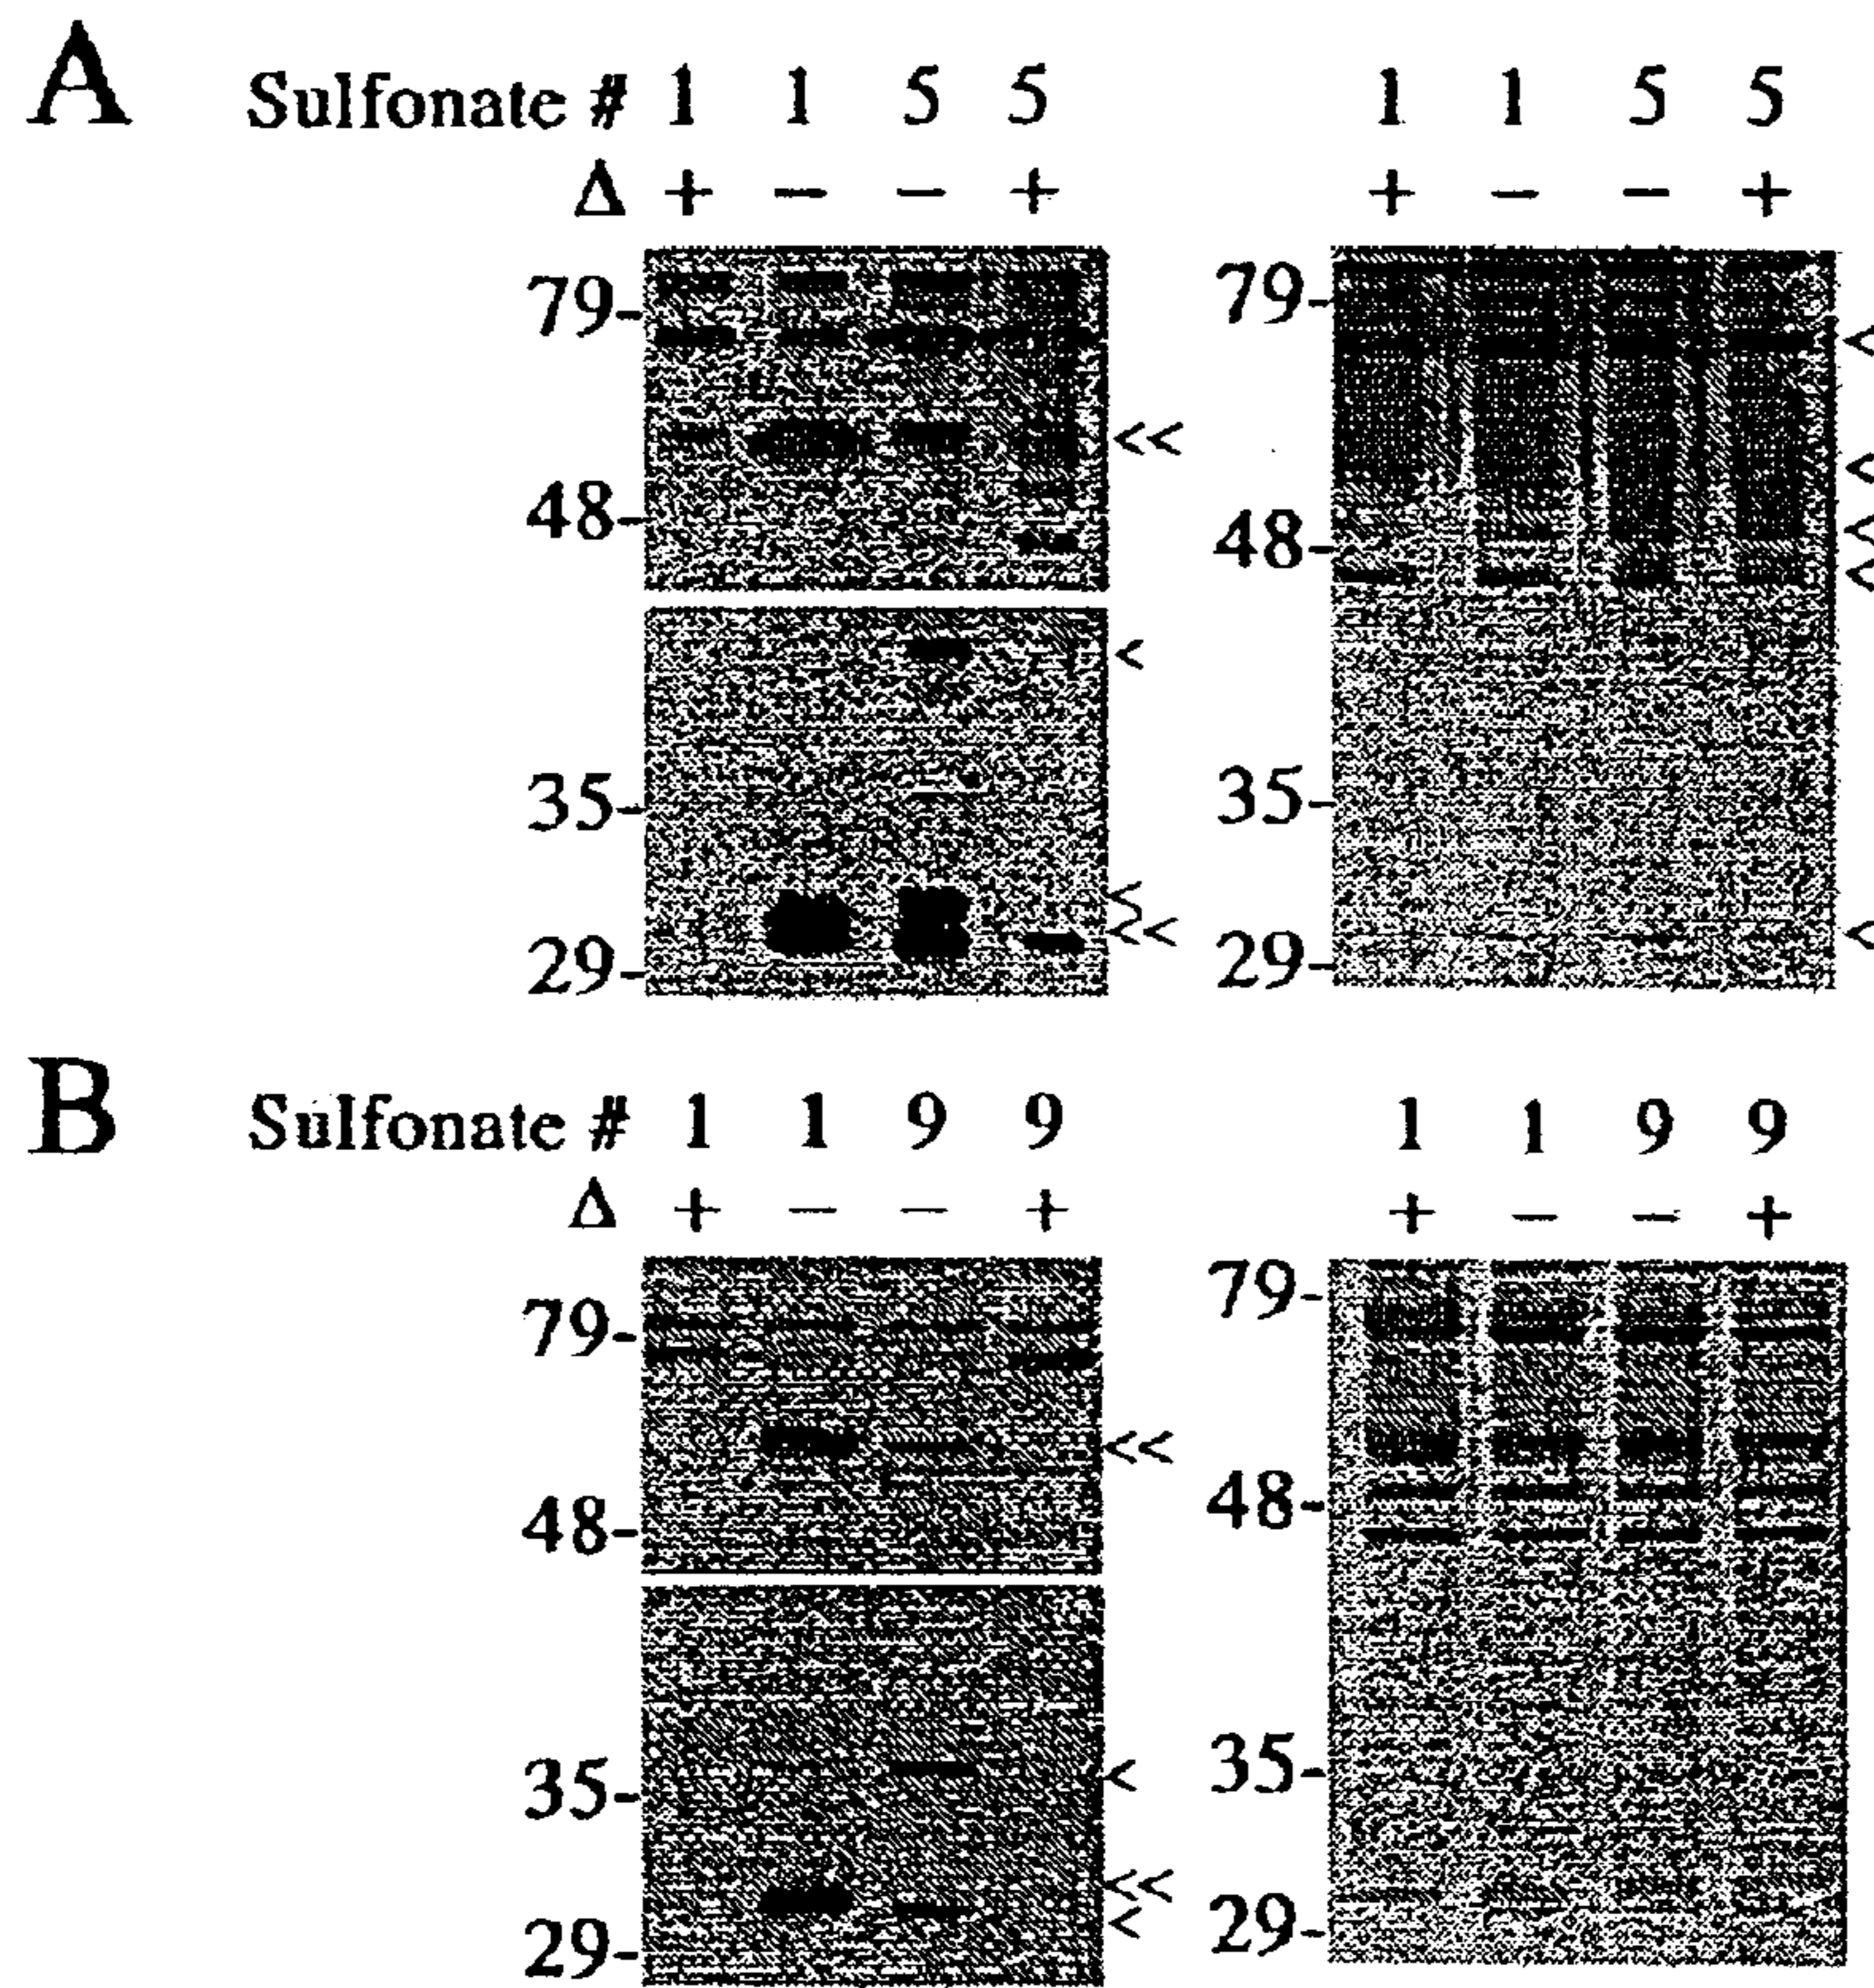 A
Sulfonate # 1 1 5 5 1 1 5 5
Δ + − − + + − − +
79- 79- <
<< <
48- 48- <
<
<
35- 35-
<
<< <
29- 29-
B
Sulfonate # 1 1 9 9 1 1 9 9
Δ + − − + + − − +
79- 79-
<<
48- 48-
35- < 35-
<<
<
29- 29-